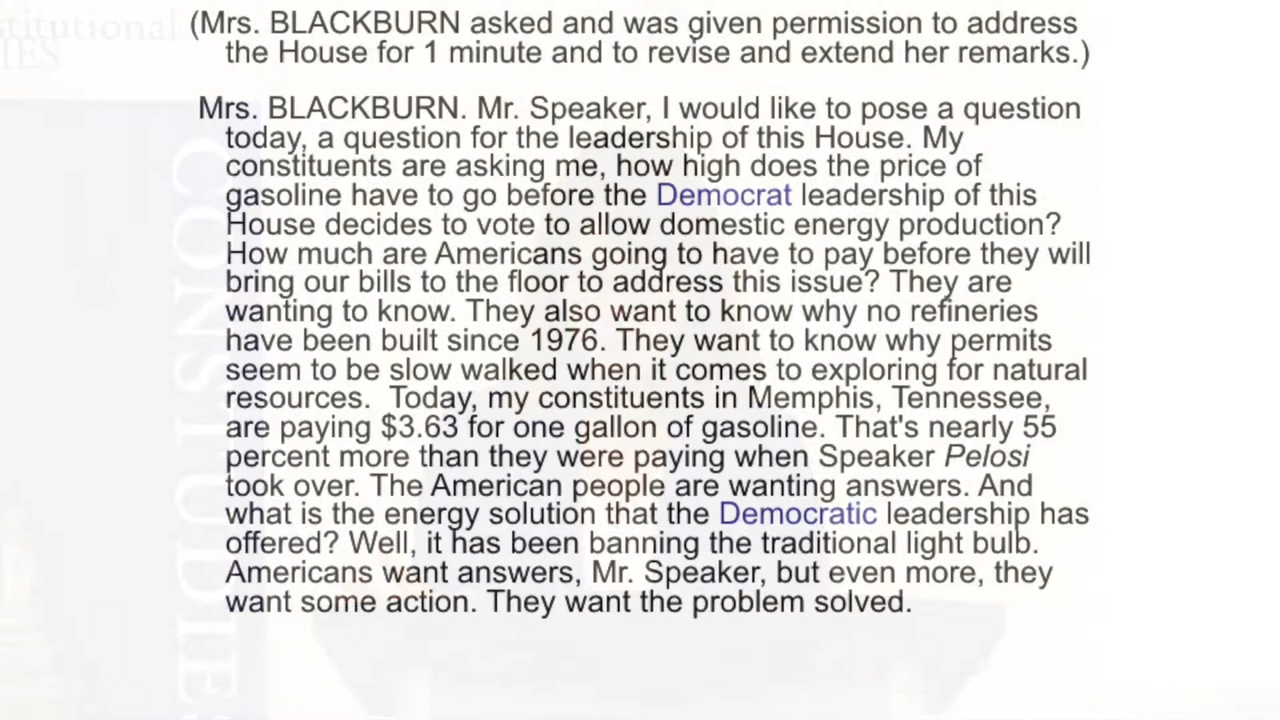 titutional
IES
CONSTUDIES
(Mrs. BLACKBURN asked and was given permission to address
the House for 1 minute and to revise and extend her remarks.)
Mrs. BLACKBURN. Mr. Speaker, I would like to pose a question
today, a question for the leadership of this House. My
constituents are asking me, how high does the price of
gasoline have to go before the Democrat leadership of this
House decides to vote to allow domestic energy production?
How much are Americans going to have to pay before they will
bring our bills to the floor to address this issue? They are
wanting to know. They also want to know why no refineries
have been built since 1976. They want to know why permits
seem to be slow walked when it comes to exploring for natural
resources.  Today, my constituents in Memphis, Tennessee,
are paying $3.63 for one gallon of gasoline. That's nearly 55
percent more than they were paying when Speaker Pelosi
took over. The American people are wanting answers. And
what is the energy solution that the Democratic leadership has
offered? Well, it has been banning the traditional light bulb.
Americans want answers, Mr. Speaker, but even more, they
want some action. They want the problem solved.